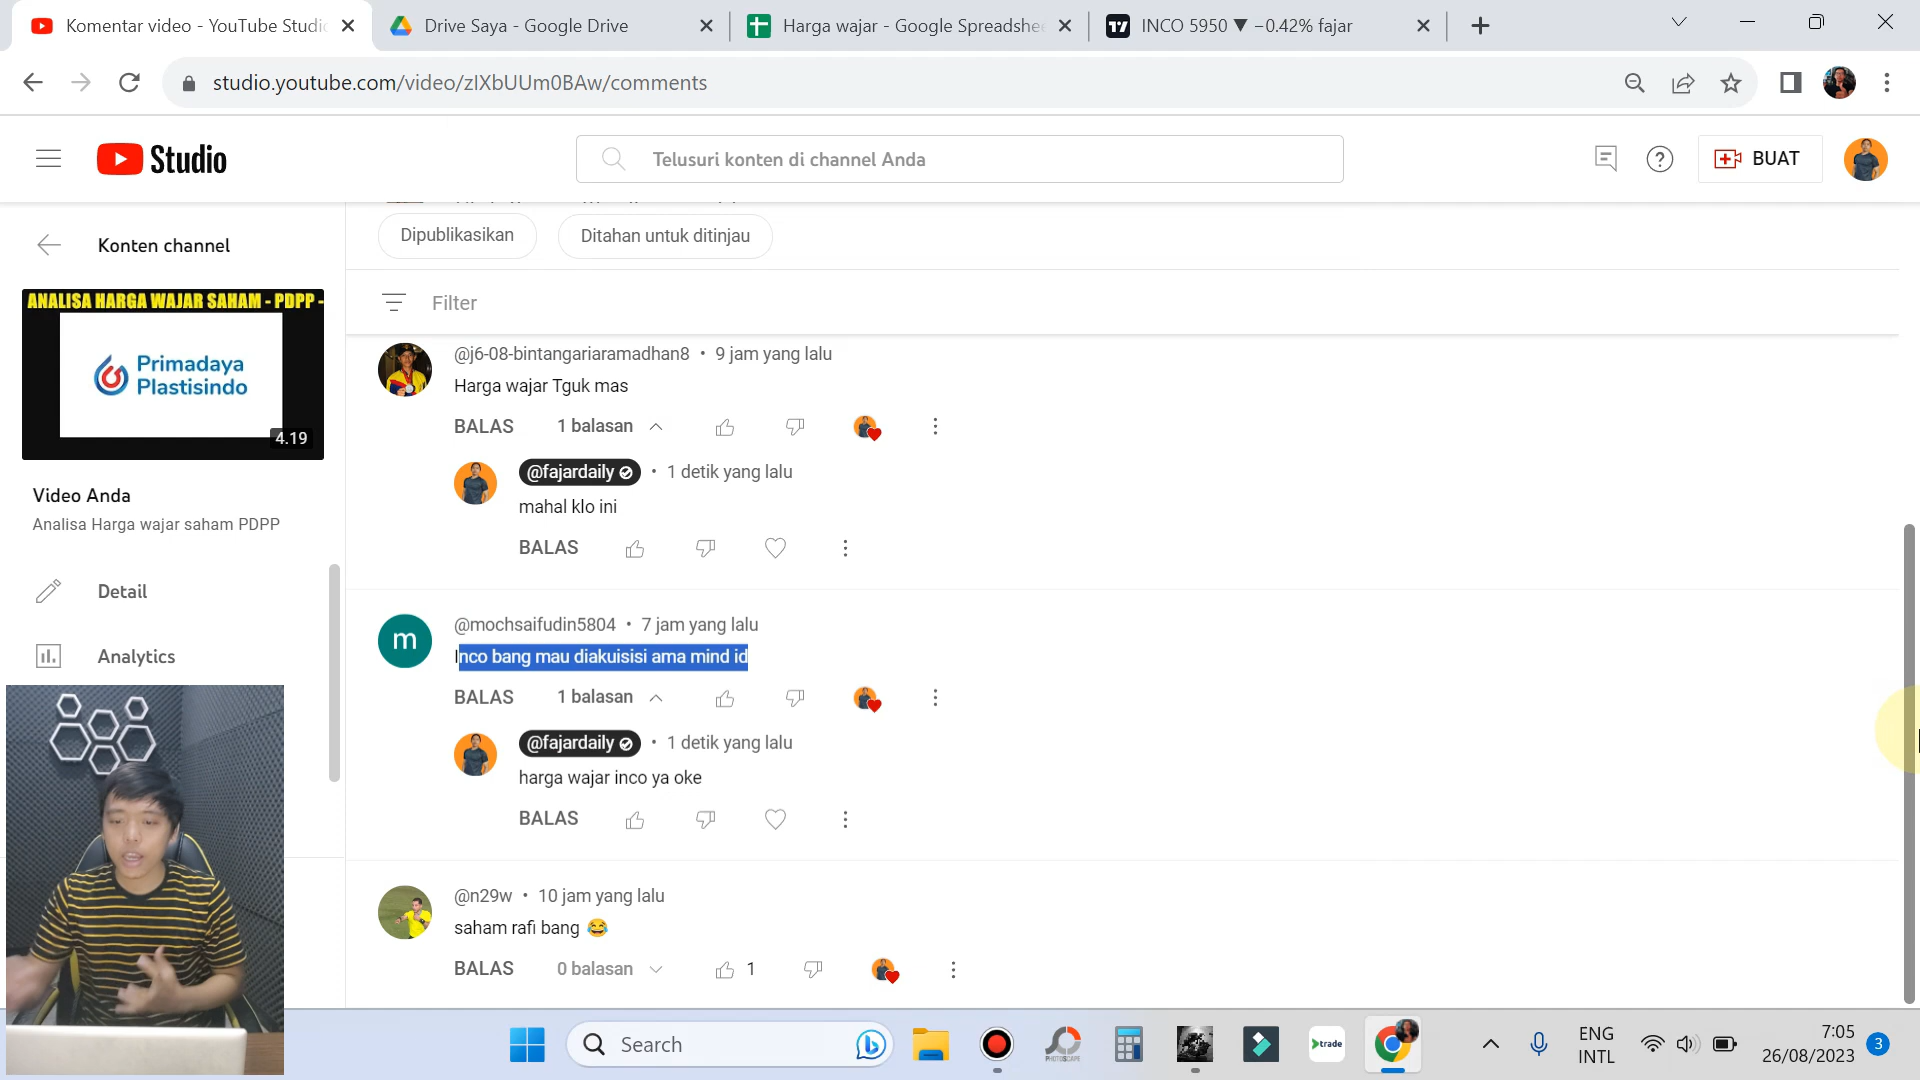 Komentar video - YouTube Studio
Drive Saya - Google Drive
Harga wajar - Google Spreadshe
INCO 5950 ▼ −0.42% fajar
studio.youtube.com/video/zIXbUUm0BAw/comments
Studio
Telusuri konten di channel Anda
BUAT
Konten channel
Dipublikasikan
Ditahan untuk ditinjau
Filter
ANALISA HARGA WAJAR SAHAM - PDPP -
Primadaya
Plastisindo
4.19
Video Anda
Analisa Harga wajar saham PDPP
Detail
Analytics
@j6-08-bintangariaramadhan8 • 9 jam yang lalu
Harga wajar Tguk mas
BALAS 1 balasan
@fajardaily • 1 detik yang lalu
mahal klo ini
BALAS
m
@mochsaifudin5804 • 7 jam yang lalu
Inco bang mau diakuisisi ama mind id
BALAS 1 balasan
@fajardaily • 1 detik yang lalu
harga wajar inco ya oke
BALAS
@n29w • 10 jam yang lalu
saham rafi bang 😂
BALAS 0 balasan 1
Search
PHOTOSCAPE
trade
ENG
INTL
7:05
26/08/2023
3